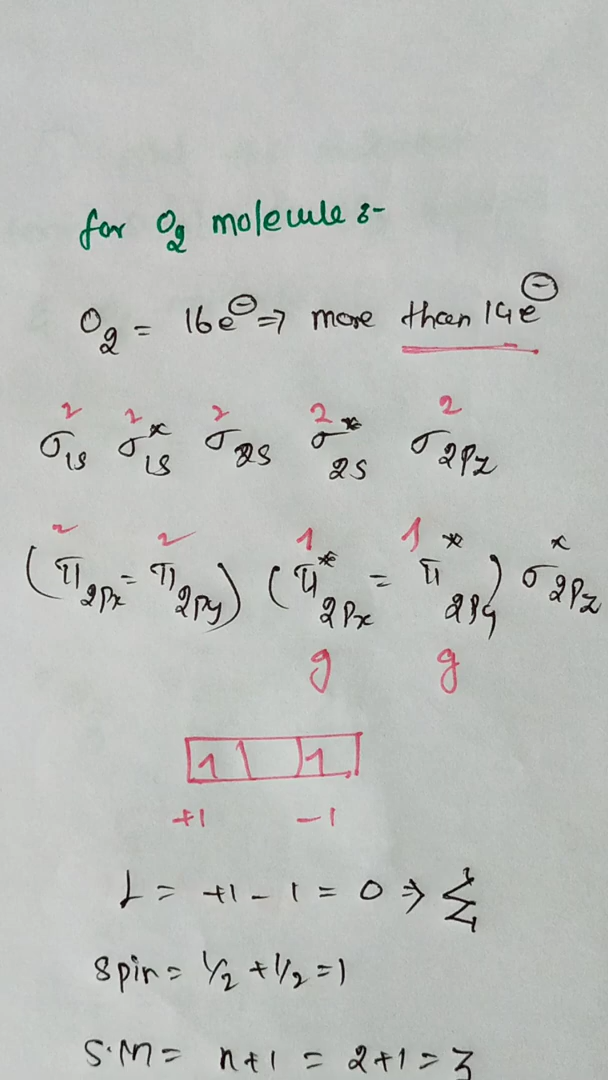 for O₂ molecule :-
O₂ = 16e⊖ ⇒ more than 14e⊖
σ1s² σ*1s² σ2s² σ*2s² σ2pz²
(π2px² = π2py²) (π*2px¹ = π*2py¹) σ*2pz
g g
1 1
+1 -1
L = +1 - 1 = 0 ⇒ Σ
Spin = 1/2 + 1/2 = 1
S.M = n+1 = 2+1 = 3